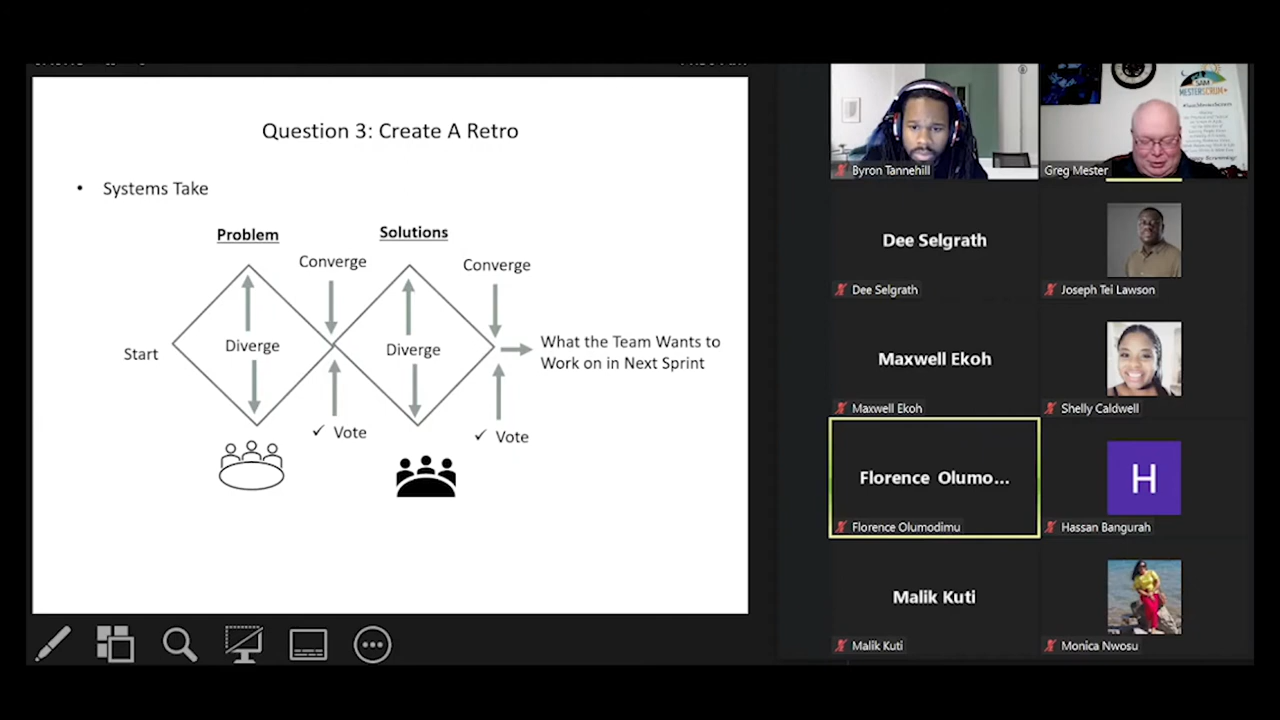 Question 3: Create A Retro
• Systems Take
Problem
Solutions
Converge
Converge
Start
Diverge
Diverge
What the Team Wants to
Work on in Next Sprint
✓ Vote
✓ Vote
Byron Tannehill
SAM
MESTERSCRUM+
Greg Mester
Dee Selgrath
Dee Selgrath
Joseph Tei Lawson
Maxwell Ekoh
Maxwell Ekoh
Shelly Caldwell
Florence Olumo...
Florence Olumodimu
H
Hassan Bangurah
Malik Kuti
Malik Kuti
Monica Nwosu